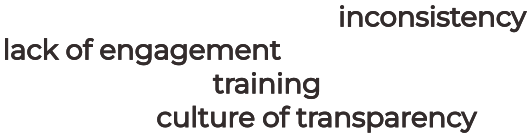 inconsistency
lack of engagement
training
culture of transparency